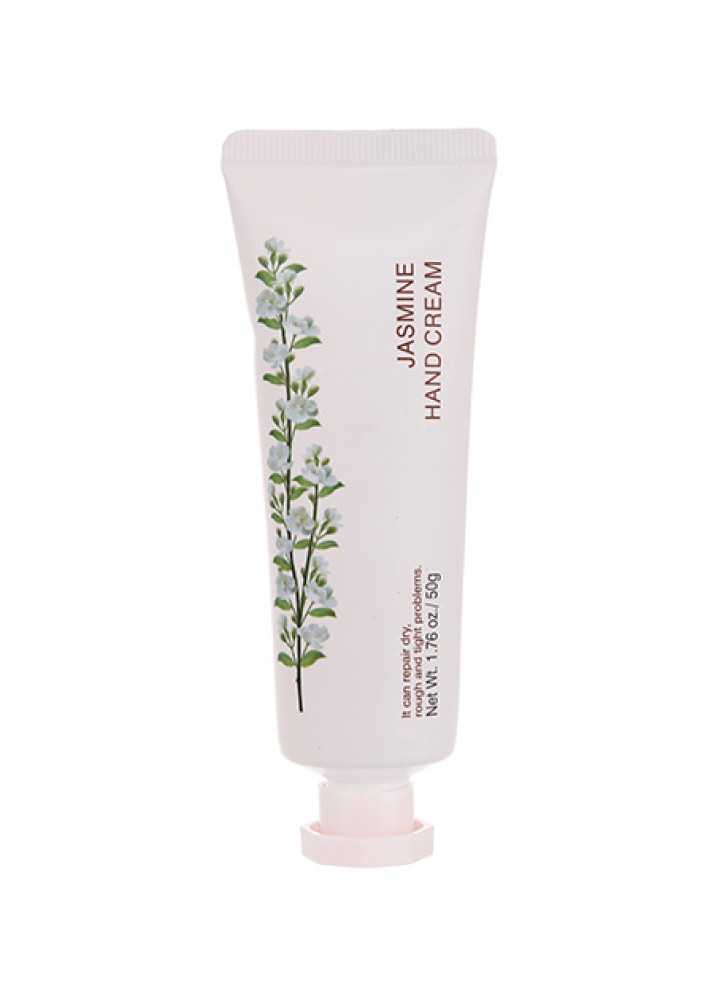 JASMINE
HAND CREAM
It can repair dry,
rough and tight problems.
Net Wt. 1.76 oz./ 50g